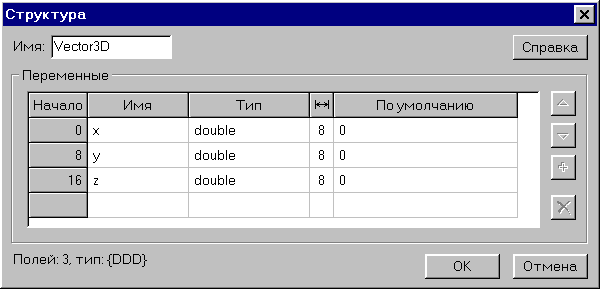 Структура
Имя: Vector3D Справка
Переменные
Начало Имя Тип По умолчанию
0 x double 8 0
8 y double 8 0
16 z double 8 0
Полей: 3, тип: {DDD}
OK Отмена